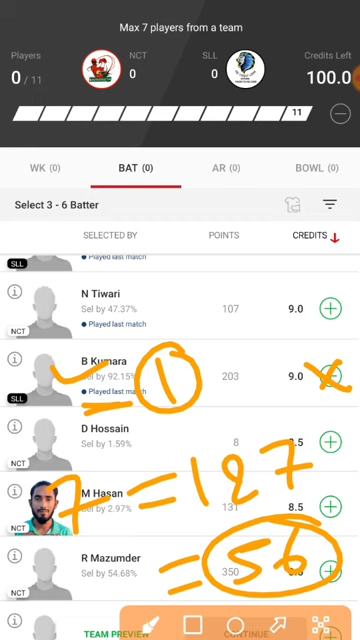 Max 7 players from a team
Players NCT SLL Credits Left
0 / 11 0 0 100.0
11
WK (0) BAT (0) AR (0) BOWL (0)
Select 3 - 6 Batter
SELECTED BY POINTS CREDITS
SLL Played last match
N Tiwari
Sel by 47.37% 107 9.0
Played last match
NCT
B Kumara
Sel by 92.15% 203 9.0
Played last match
SLL
1
D Hossain
Sel by 1.59% 8
NCT
7 = 127
M Hasan
Sel by 2.97% 131 8.5
NCT
R Mazumder
Sel by 54.68% 350
NCT
= 56
TEAM PREVIEW CONTINUE